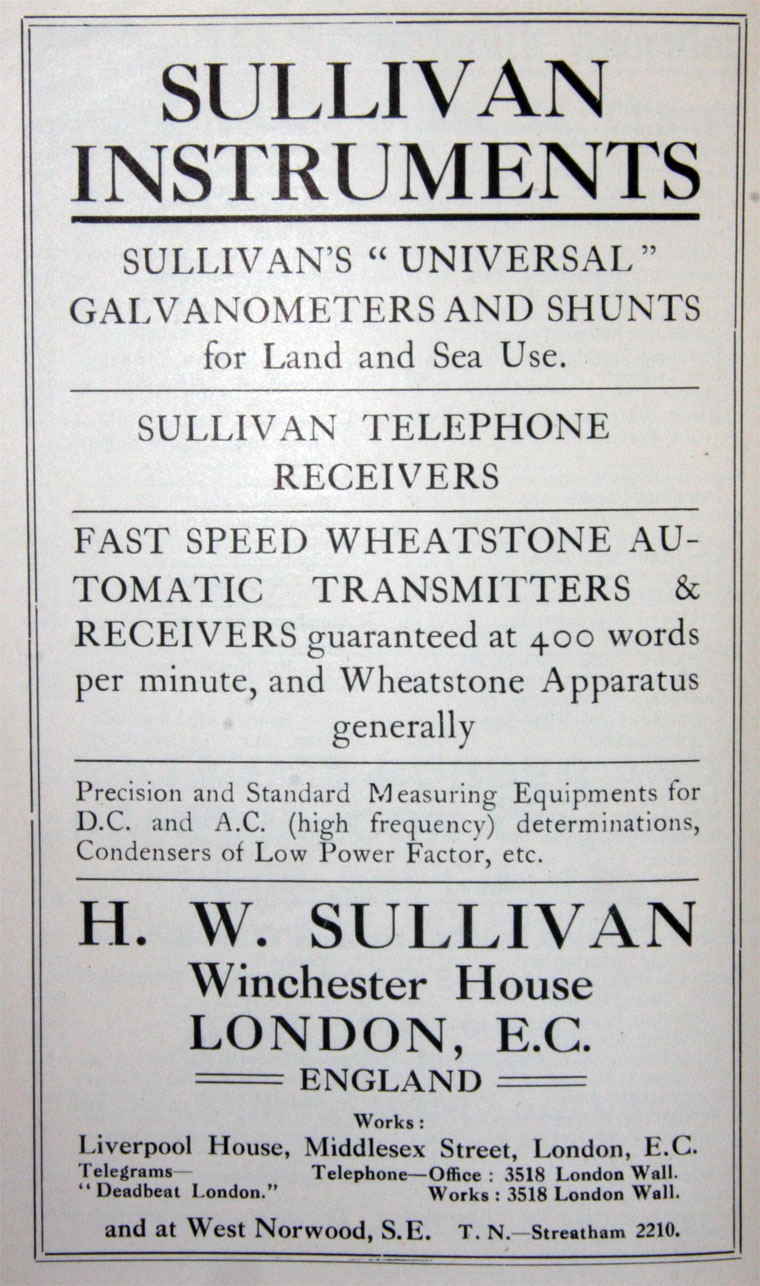 SULLIVAN
INSTRUMENTS
SULLIVAN'S “ UNIVERSAL ”
GALVANOMETERS AND SHUNTS
for Land and Sea Use.
SULLIVAN TELEPHONE
RECEIVERS
FAST SPEED WHEATSTONE AU-
TOMATIC TRANSMITTERS &
RECEIVERS guaranteed at 400 words
per minute, and Wheatstone Apparatus
generally
Precision and Standard Measuring Equipments for
D.C. and A.C. (high frequency) determinations,
Condensers of Low Power Factor, etc.
H. W. SULLIVAN
Winchester House
LONDON, E.C.
ENGLAND
Works :
Liverpool House, Middlesex Street, London, E.C.
Telegrams— Telephone—Office : 3518 London Wall.
“ Deadbeat London.” Works : 3518 London Wall.
and at West Norwood, S.E. T. N.—Streatham 2210.